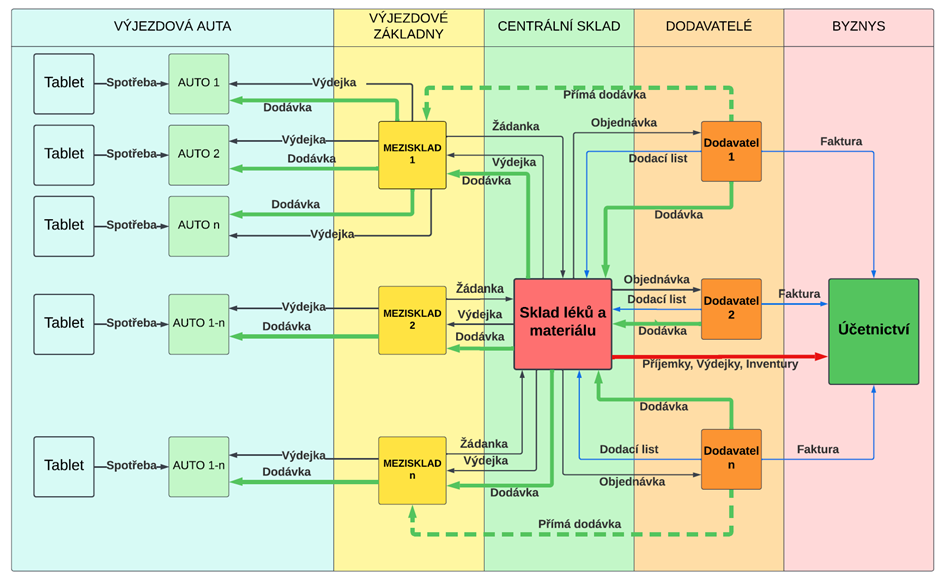 VÝJEZDOVÁ AUTA
VÝJEZDOVÉ
ZÁKLADNY
CENTRÁLNÍ SKLAD
DODAVATELÉ
BYZNYS
Tablet
Spotřeba
AUTO 1
Výdejka
Dodávka
Tablet
Spotřeba
AUTO 2
Výdejka
Dodávka
Tablet
Spotřeba
AUTO n
Dodávka
Výdejka
MEZISKLAD
1
Přímá dodávka
Žádanka
Výdejka
Dodávka
Objednávka
Dodací list
Dodávka
Dodavatel
1
Faktura
Tablet
Spotřeba
AUTO 1-n
Výdejka
Dodávka
MEZISKLAD
2
Žádanka
Výdejka
Dodávka
Sklad léků a
materiálu
Objednávka
Dodací list
Dodávka
Dodavatel
2
Faktura
Účetnictví
Příjemky, Výdejky, Inventury
Tablet
Spotřeba
AUTO 1-n
Výdejka
Dodávka
MEZISKLAD
n
Žádanka
Výdejka
Dodávka
Dodávka
Dodací list
Objednávka
Dodavatel
n
Faktura
Přímá dodávka